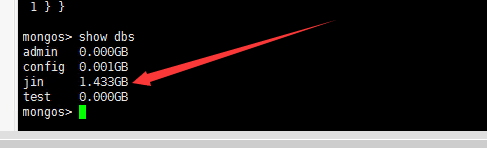 1 } }
mongos> show dbs
admin 0.000GB
config 0.001GB
jin 1.433GB
test 0.000GB
mongos>